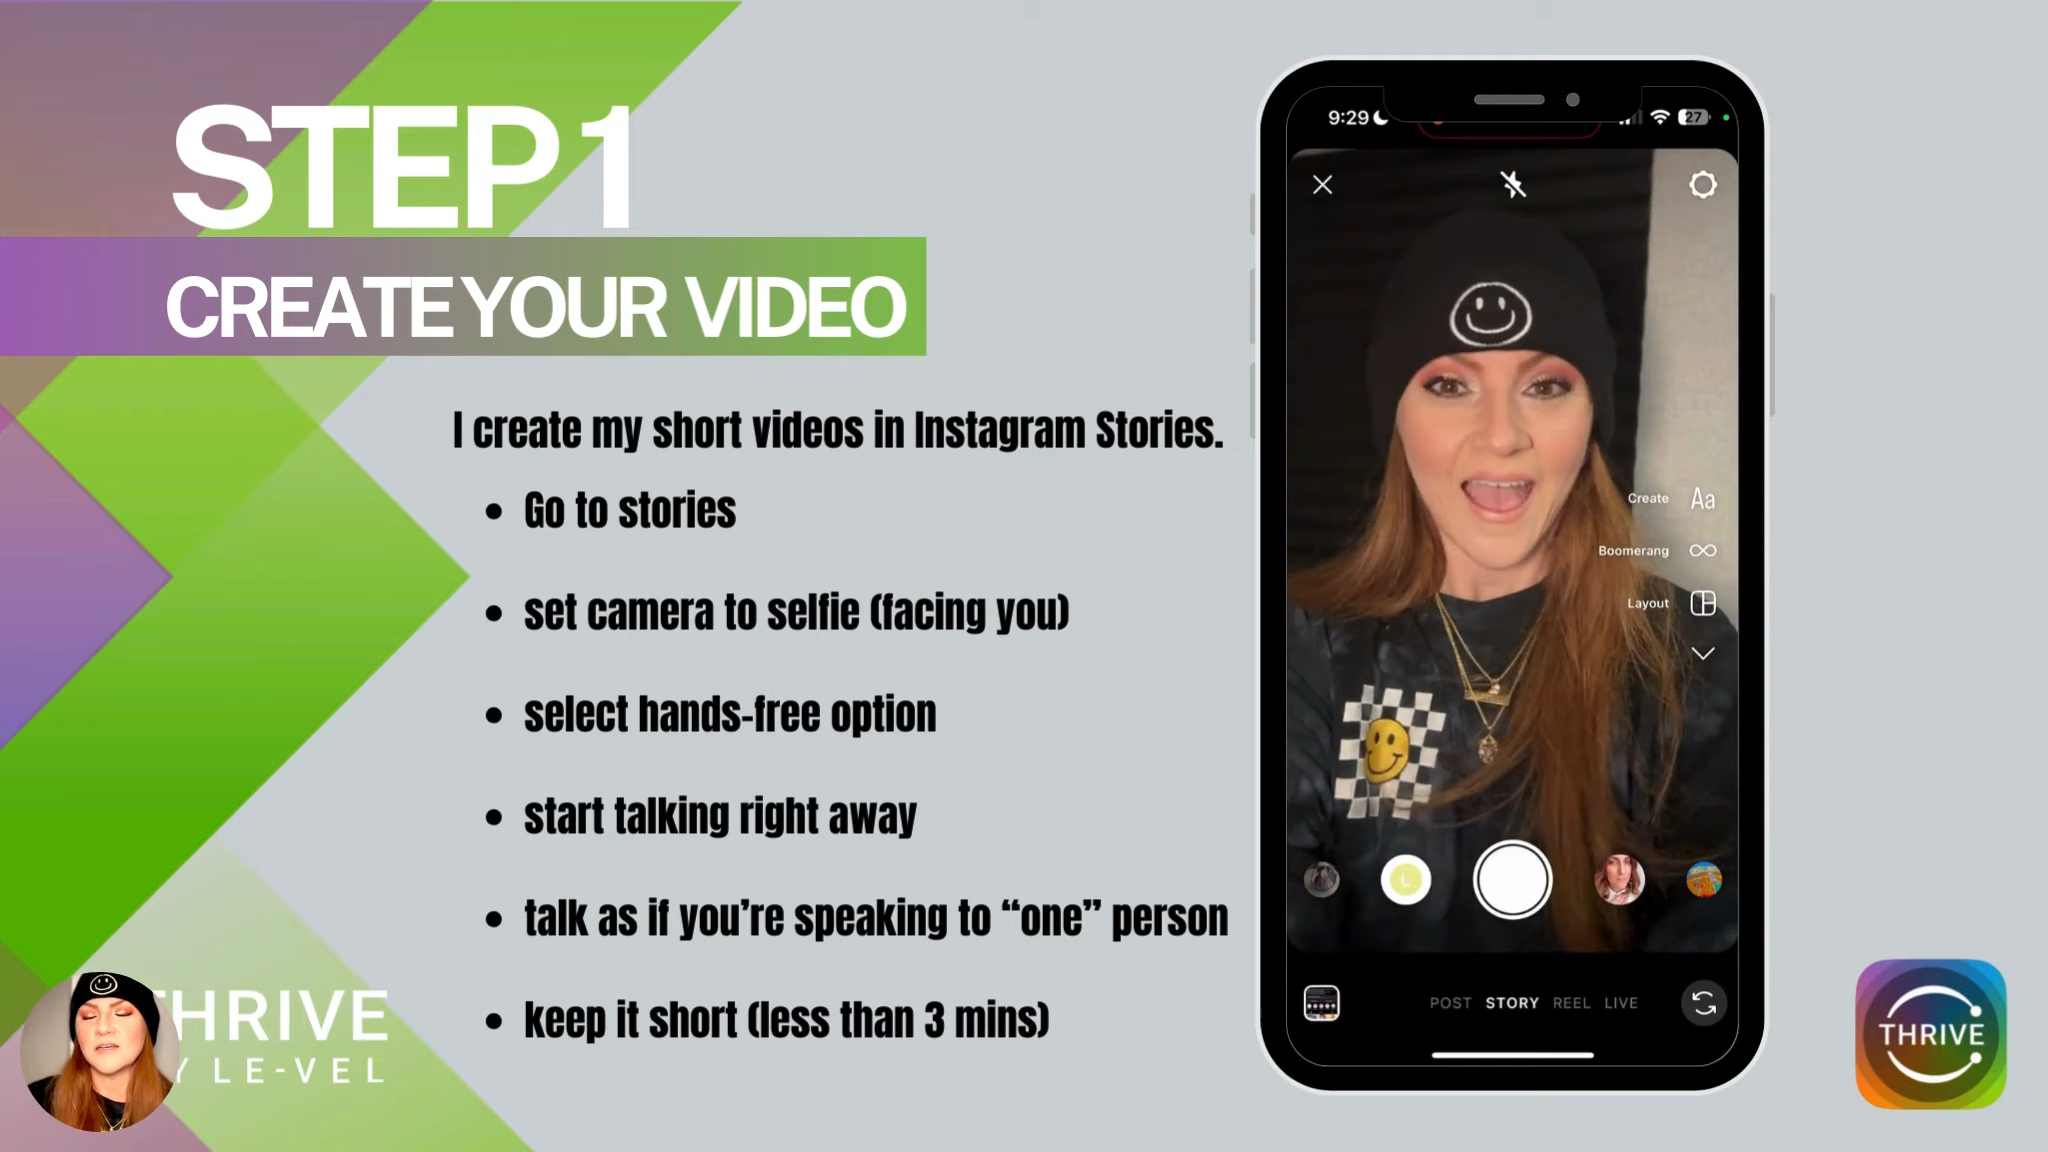 STEP 1
CREATE YOUR VIDEO
I create my short videos in Instagram Stories.
• Go to stories
• set camera to selfie (facing you)
• select hands-free option
• start talking right away
• talk as if you’re speaking to “one” person
• keep it short (less than 3 mins)
HRIVE
Y LE-VEL
9:29
27
Create Aa
Boomerang
Layout
L
POST STORY REEL LIVE
THRIVE